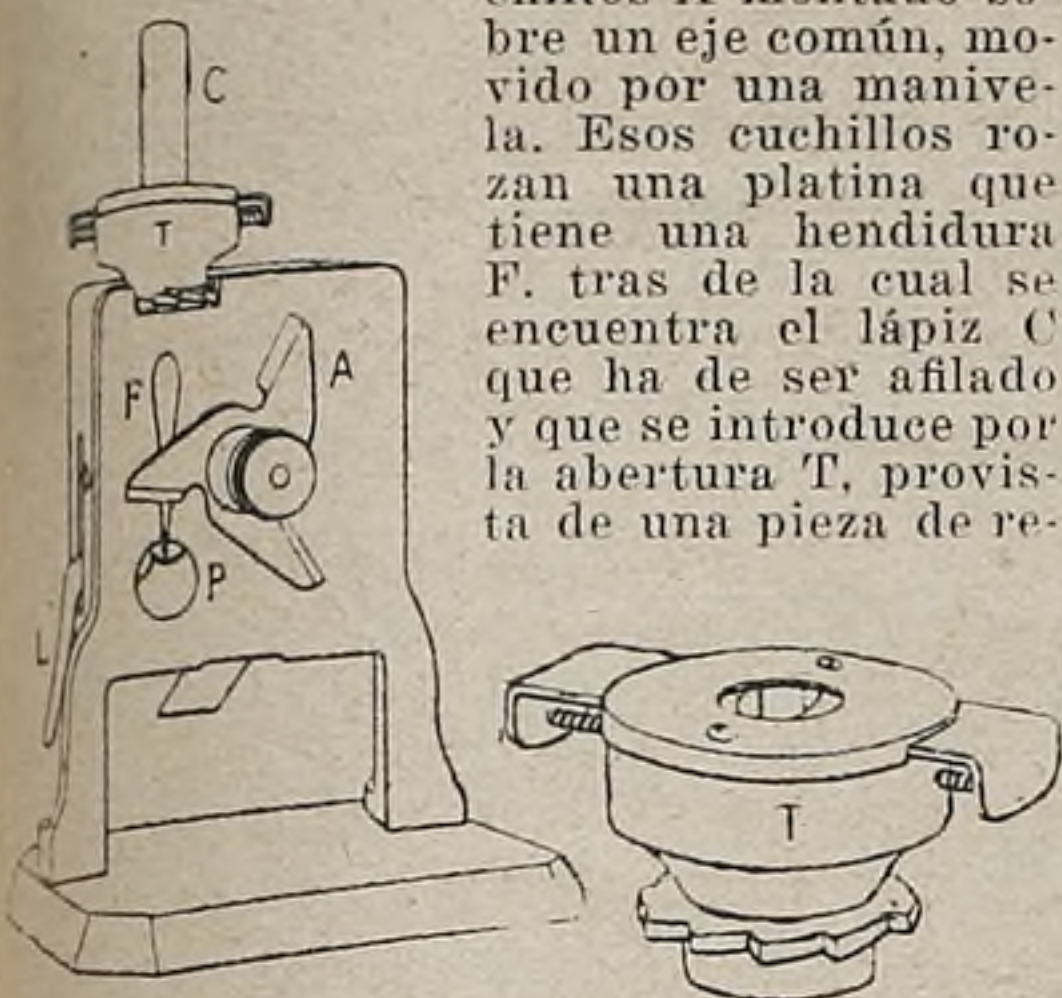 A montado so-
bre un eje común, mo-
vido por una manive-
la. Esos cuchillos ro-
zan una platina que
tiene una hendidura
F. tras de la cual se
encuentra el lápiz C
que ha de ser afilado
y que se introduce por
la abertura T, provis-
ta de una pieza de re-
C
T
A
F
P
L
T